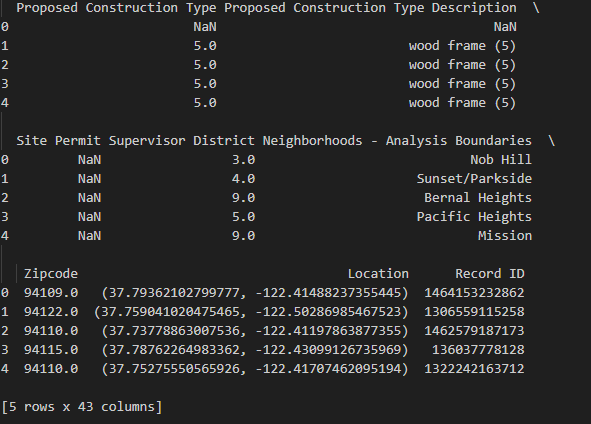 Proposed Construction Type Proposed Construction Type Description \
0 NaN NaN
1 5.0 wood frame (5)
2 5.0 wood frame (5)
3 5.0 wood frame (5)
4 5.0 wood frame (5)
Site Permit Supervisor District Neighborhoods - Analysis Boundaries \
0 NaN 3.0 Nob Hill
1 NaN 4.0 Sunset/Parkside
2 NaN 9.0 Bernal Heights
3 NaN 5.0 Pacific Heights
4 NaN 9.0 Mission
Zipcode Location Record ID
0 94109.0 (37.79362102799777, -122.41488237355445) 1464153232862
1 94122.0 (37.759041020475465, -122.50286985467523) 1306559115258
2 94110.0 (37.73778863007536, -122.41197863877355) 1462579187173
3 94115.0 (37.78762264983362, -122.43099126735969) 136037778128
4 94110.0 (37.75275550565926, -122.41707462095194) 1322242163712
[5 rows x 43 columns]